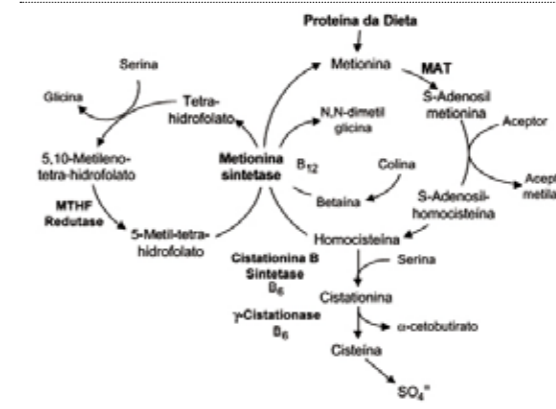 Proteína da Dieta
Metionina
MAT
Serina
Glicina
Tetra-
hidrofolato
N,N-dimetil
glicina
S-Adenosil
metionina
Aceptor
5,10-Metileno-
tetra-hidrofolato
Metionina
sintetase
B12
Colina
Betaína
Acept
metila
MTHF
Redutase
5-Metil-tetra-
hidrofolato
S-Adenosil-
homocisteína
Homocisteína
Cistationina B
Sintetase
B6
Serina
Cistationina
γ-Cistationase
B6
α-cetobutirato
Cisteína
SO4=